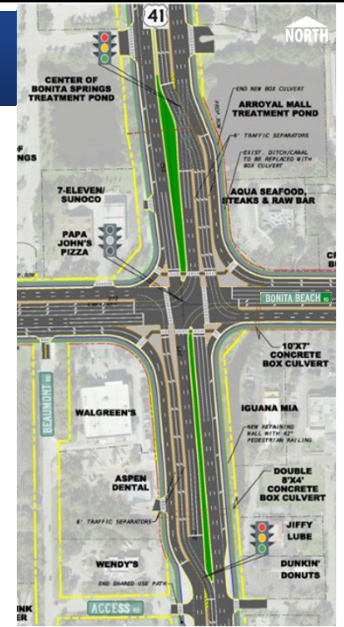 41
NORTH
CENTER OF
BONITA SPRINGS
TREATMENT POND
END NEW BOX CULVERT
ARROYAL MALL
TREATMENT POND
6' TRAFFIC SEPARATORS
EXIST. DITCH/CANAL
TO BE REPLACED WITH
BOX CULVERT
NGS
7-ELEVEN/
SUNOCO
AQUA SEAFOOD,
STEAKS & RAW BAR
PAPA
JOHN'S
PIZZA
BONITA BEACH RD
10'X7'
CONCRETE
BOX CULVERT
BEAUMONT
WALGREEN'S
IGUANA MIA
NEW RETAINING
WALL WITH 42"
PEDESTRIAN RAILING
ASPEN
DENTAL
DOUBLE
8'X4'
CONCRETE
BOX CULVERT
6' TRAFFIC SEPARATORS
JIFFY
LUBE
WENDY'S
DUNKIN'
DONUTS
END SHARED-USE PATH
ACCESS RD